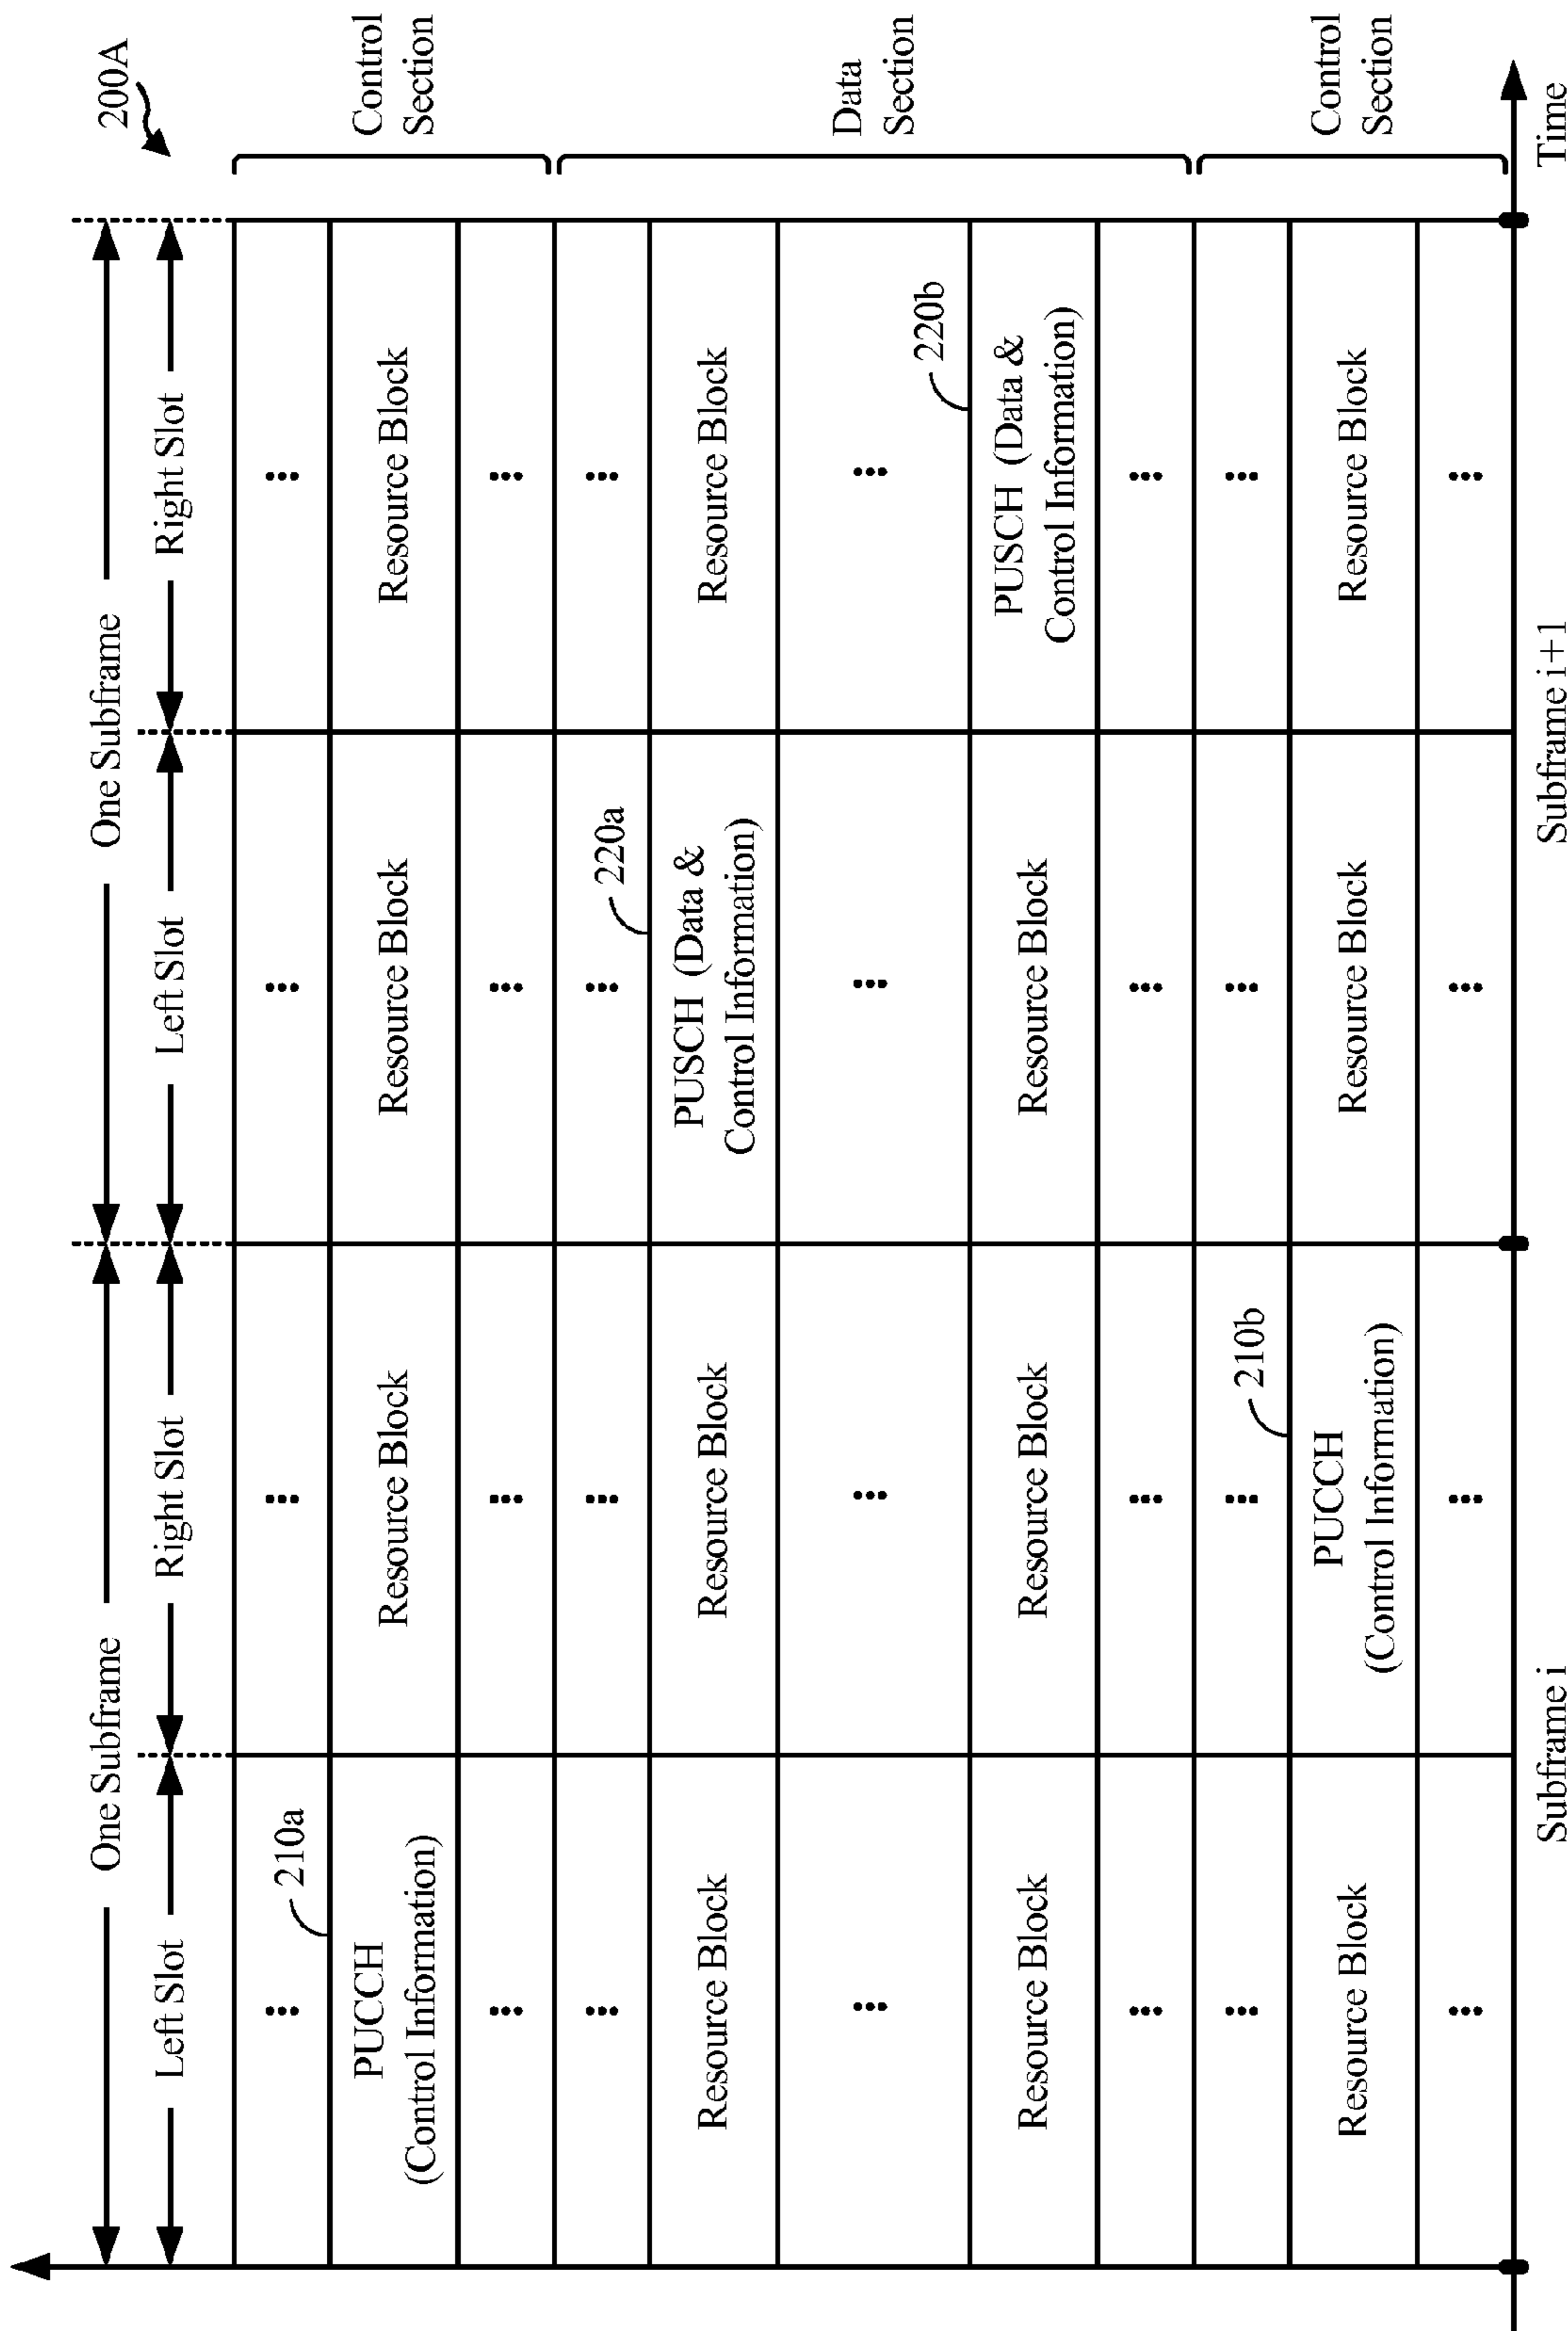 200A
One Subframe
One Subframe
Left Slot
Right Slot
Left Slot
Right Slot
210a
PUCCH
(Control Information)
Resource Block
Resource Block
Resource Block
Control
Section
220a
Resource Block
Resource Block
PUSCH (Data &
Control Information)
Resource Block
Data
Section
220b
Resource Block
Resource Block
Resource Block
PUSCH (Data &
Control Information)
210b
Resource Block
PUCCH
(Control Information)
Resource Block
Resource Block
Control
Section
Subframe i
Subframe i+1
Time